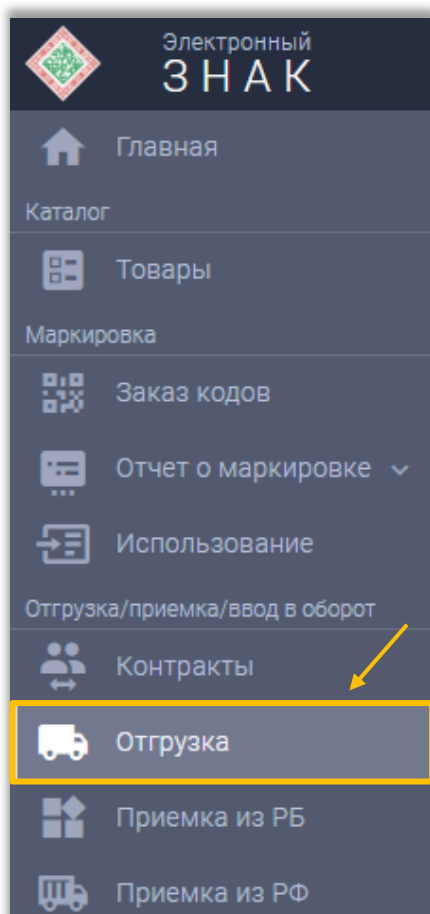 Электронный
ЗНАК
Главная
Каталог
Товары
Маркировка
Заказ кодов
Отчет о маркировке
Использование
Отгрузка/приемка/ввод в оборот
Контракты
Отгрузка
Приемка из РБ
Приемка из РФ